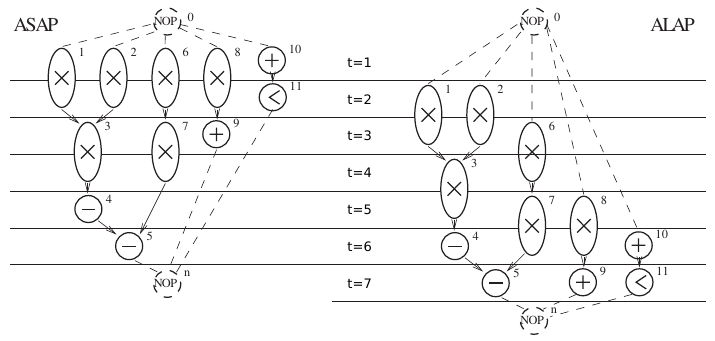 ASAP
NOP 0
ALAP
NOP 0
1 2 6 8 10
× × × × +
t=1
11
<
t=2
1 2
× ×
3 7 9
× × +
t=3
6
×
t=4
3
×
4
−
t=5
7 8
× ×
5
−
t=6
4 10
− +
n
NOP
t=7
5 9 11
− + <
n
NOP